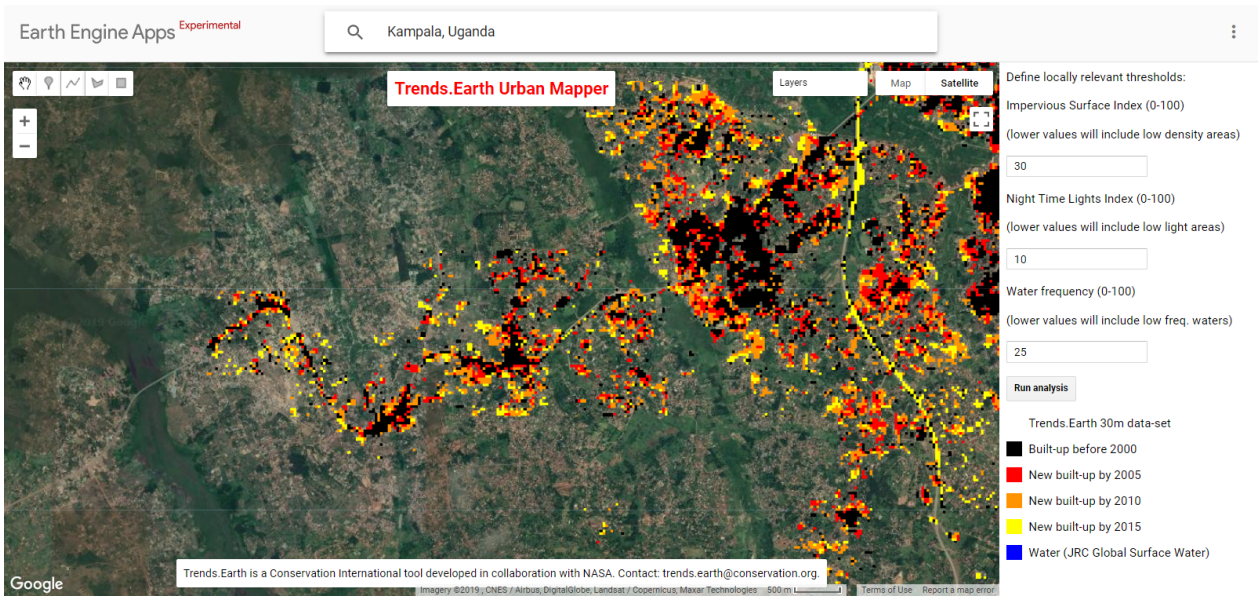 Earth Engine Apps Experimental
Kampala, Uganda
Trends.Earth Urban Mapper
Layers
Map
Satellite
Define locally relevant thresholds:
Impervious Surface Index (0-100)
(lower values will include low density areas)
30
Night Time Lights Index (0-100)
(lower values will include low light areas)
10
Water frequency (0-100)
(lower values will include low freq. waters)
25
Run analysis
Trends.Earth 30m data-set
Built-up before 2000
New built-up by 2005
New built-up by 2010
New built-up by 2015
Water (JRC Global Surface Water)
Trends.Earth is a Conservation International tool developed in collaboration with NASA. Contact: trends.earth@conservation.org.
Google
Imagery ©2019 , CNES / Airbus, DigitalGlobe, Landsat / Copernicus, Maxar Technologies
500 m
Terms of Use
Report a map error